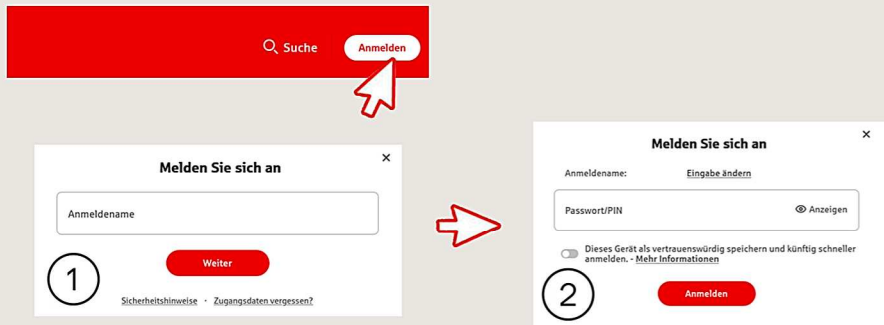 Suche
Anmelden
Melden Sie sich an
Anmeldename
Weiter
Sicherheitshinweise · Zugangsdaten vergessen?
1
Melden Sie sich an
Anmeldename: Eingabe ändern
Passwort/PIN Anzeigen
Dieses Gerät als vertrauenswürdig speichern und künftig schneller
anmelden. - Mehr Informationen
Anmelden
2